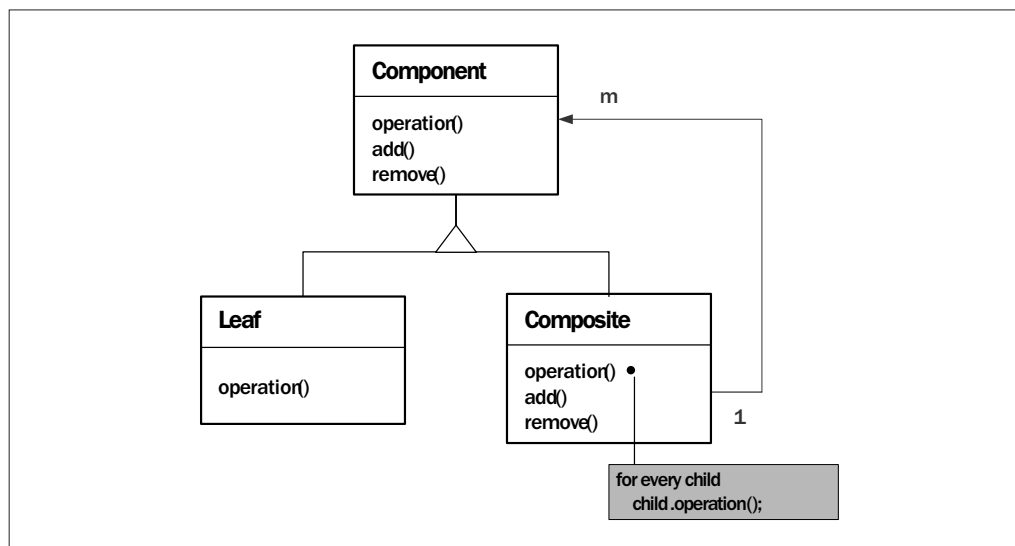 Component
operation()
add()
remove()
m
Leaf
operation()
Composite
operation()
add()
remove()
1
for every child
child.operation();